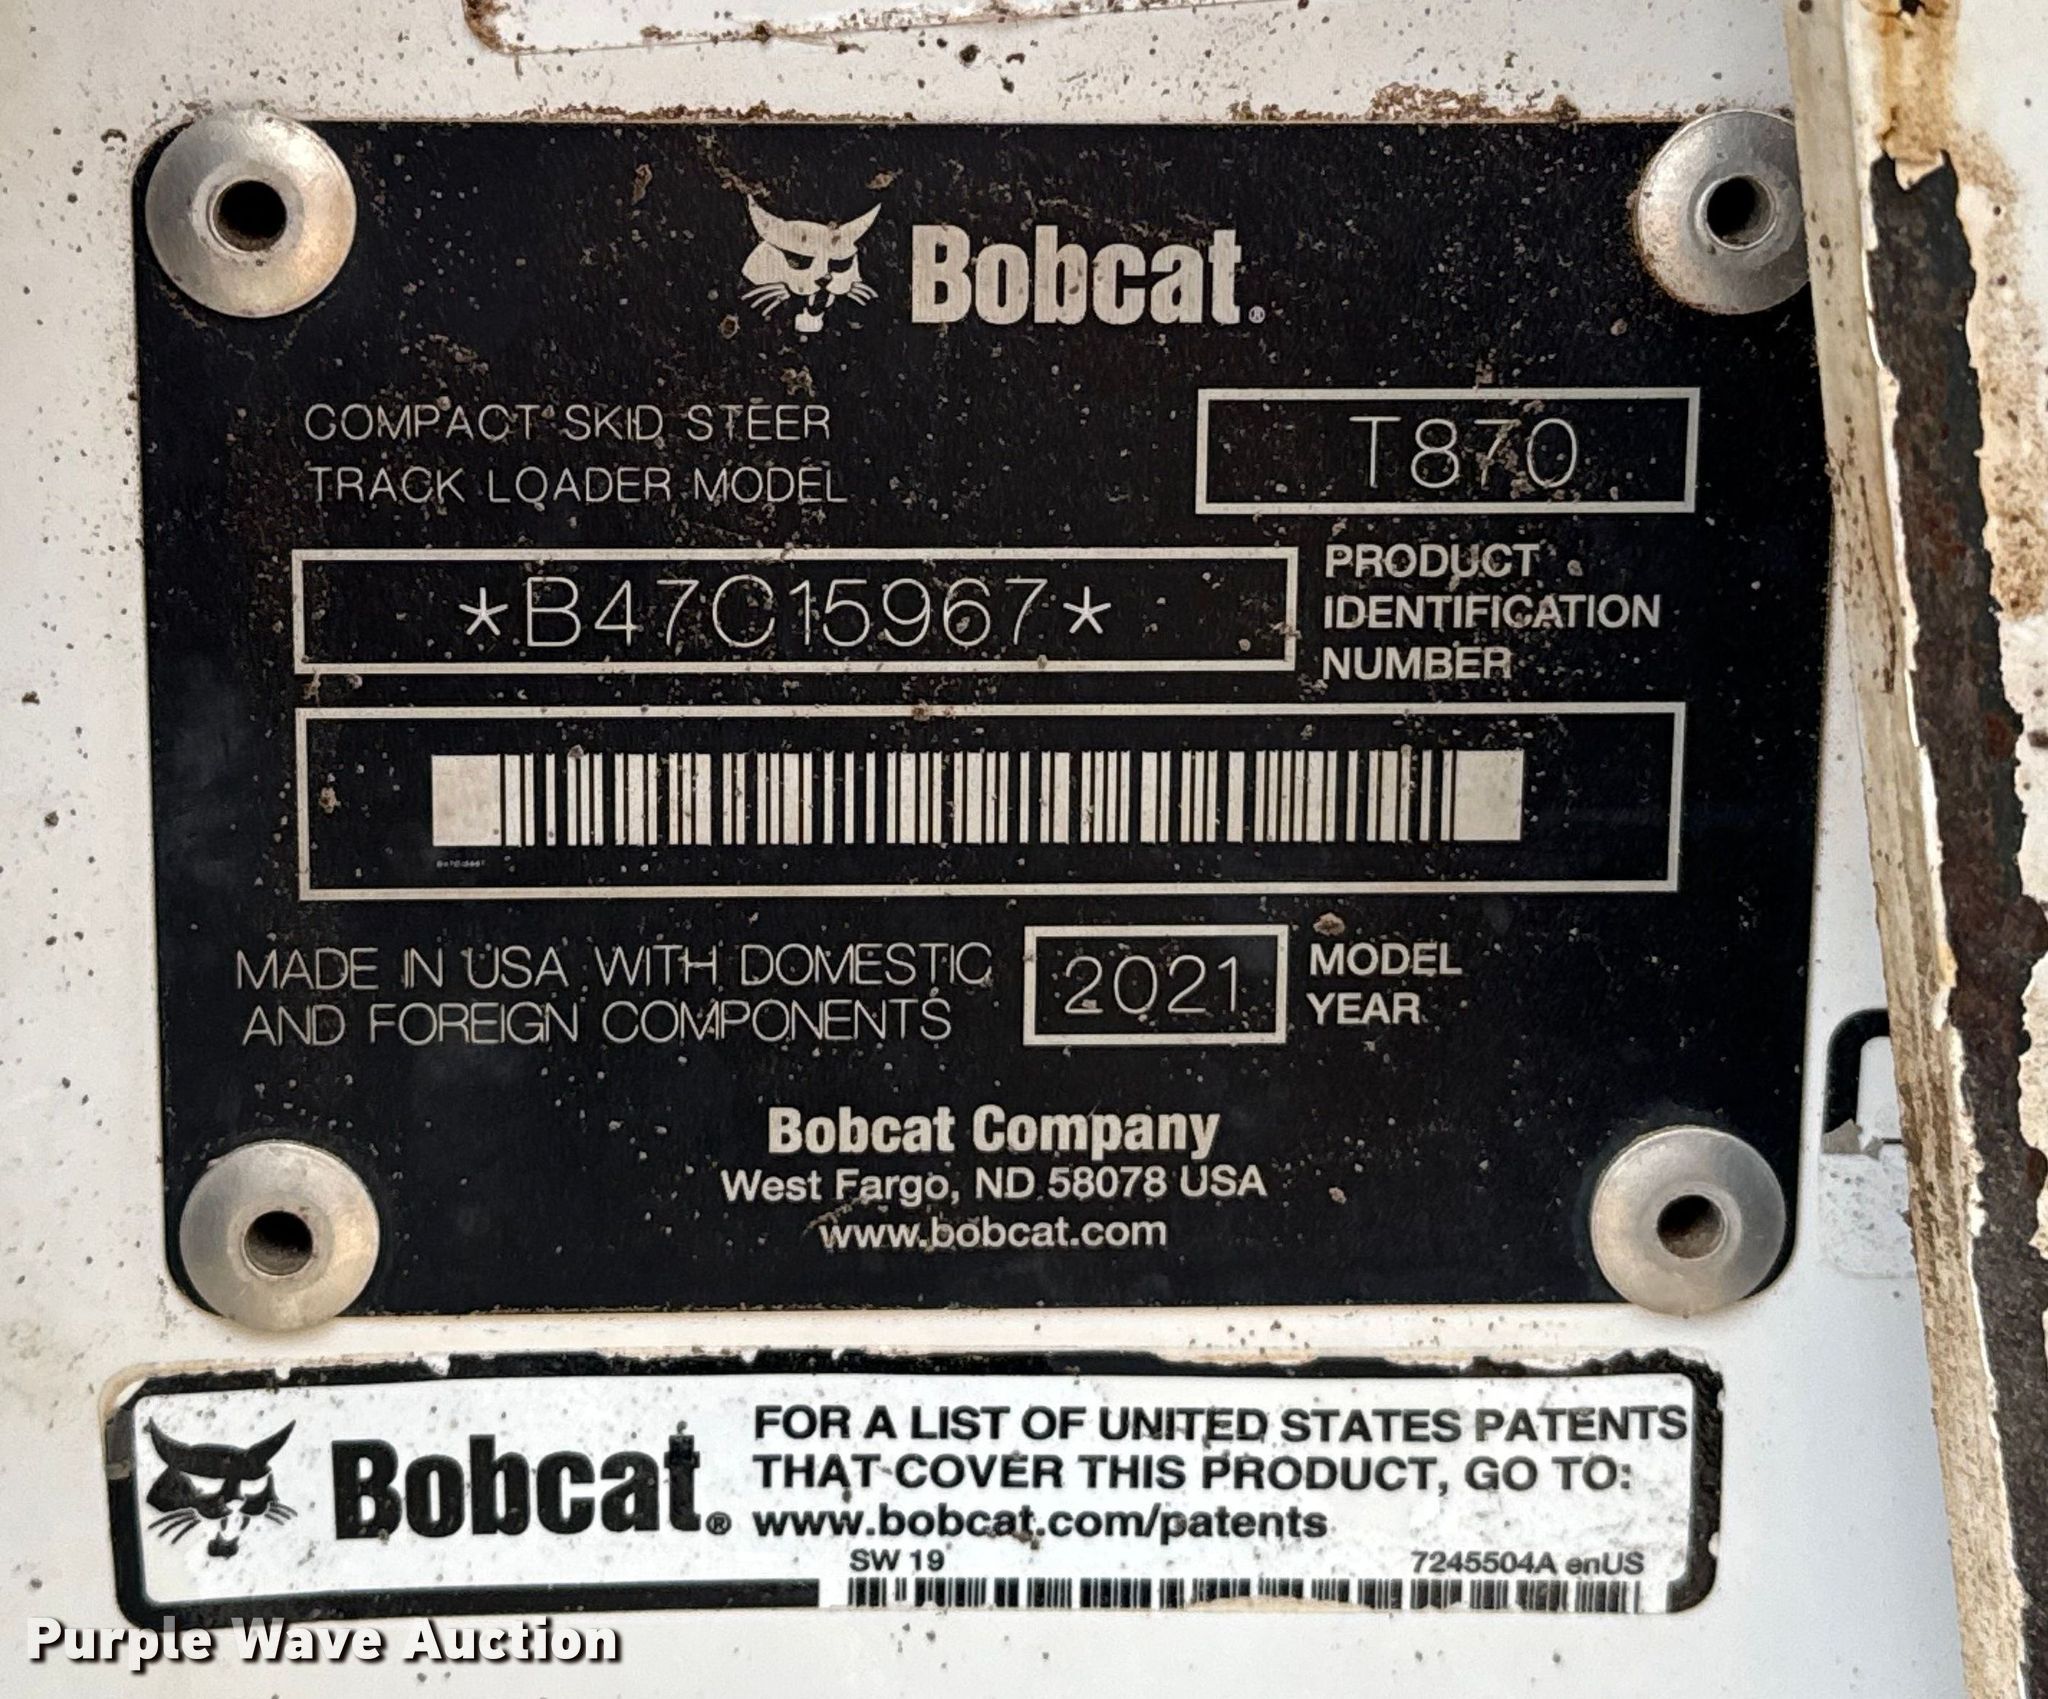 Bobcat®
COMPACT SKID STEER
TRACK LOADER MODEL
T870
*B47C15967*
PRODUCT
IDENTIFICATION
NUMBER
MADE IN USA WITH DOMESTIC
AND FOREIGN COMPONENTS
2021
MODEL
YEAR
Bobcat Company
West Fargo, ND 58078 USA
www.bobcat.com
Bobcat®
FOR A LIST OF UNITED STATES PATENTS
THAT COVER THIS PRODUCT, GO TO:
www.bobcat.com/patents
SW 19
7245504A enUS
Purple Wave Auction